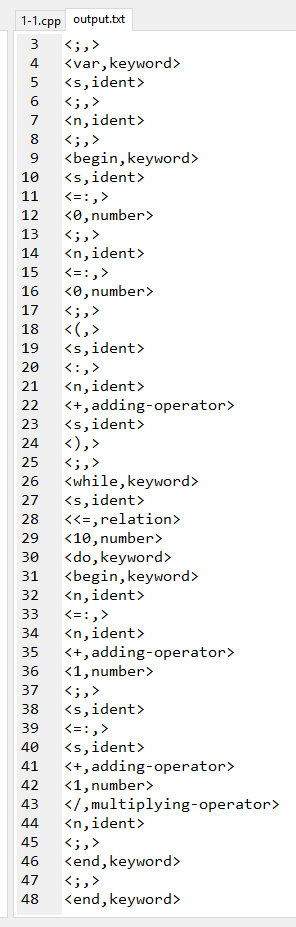 1-1.cpp output.txt
3 <;,>
4 <var,keyword>
5 <s,ident>
6 <;,>
7 <n,ident>
8 <;,>
9 <begin,keyword>
10 <s,ident>
11 <=:,>
12 <0,number>
13 <;,>
14 <n,ident>
15 <=:,>
16 <0,number>
17 <;,>
18 <(,>
19 <s,ident>
20 <:,>
21 <n,ident>
22 <+,adding-operator>
23 <s,ident>
24 <),>
25 <;,>
26 <while,keyword>
27 <s,ident>
28 <<=,relation>
29 <10,number>
30 <do,keyword>
31 <begin,keyword>
32 <n,ident>
33 <=:,>
34 <n,ident>
35 <+,adding-operator>
36 <1,number>
37 <;,>
38 <s,ident>
39 <=:,>
40 <s,ident>
41 <+,adding-operator>
42 <1,number>
43 </,multiplying-operator>
44 <n,ident>
45 <;,>
46 <end,keyword>
47 <;,>
48 <end,keyword>